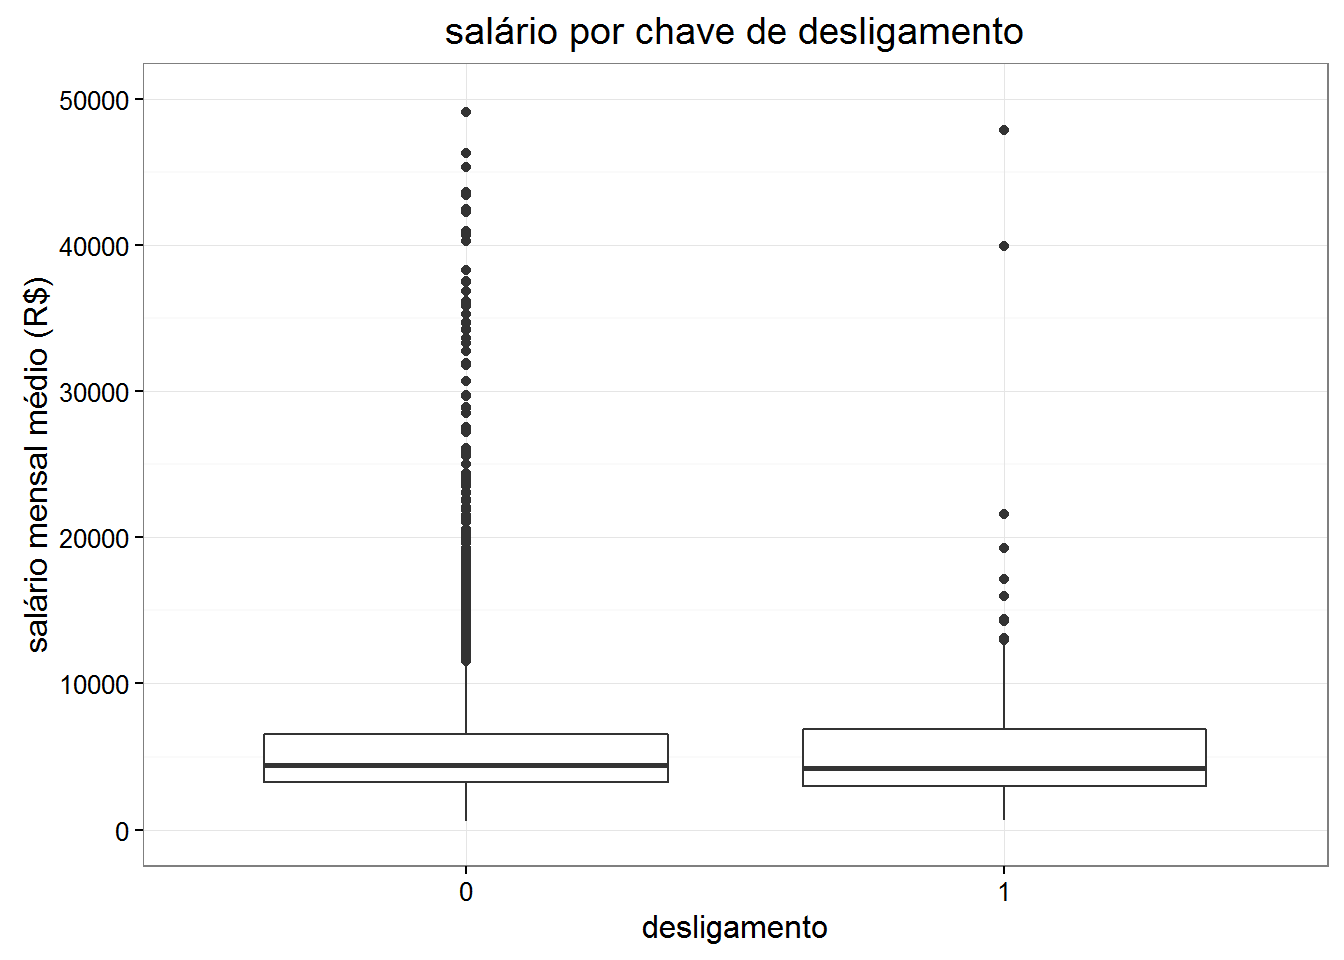 salário por chave de desligamento
salário mensal médio (R$)
50000
40000
30000
20000
10000
0
0 1
desligamento